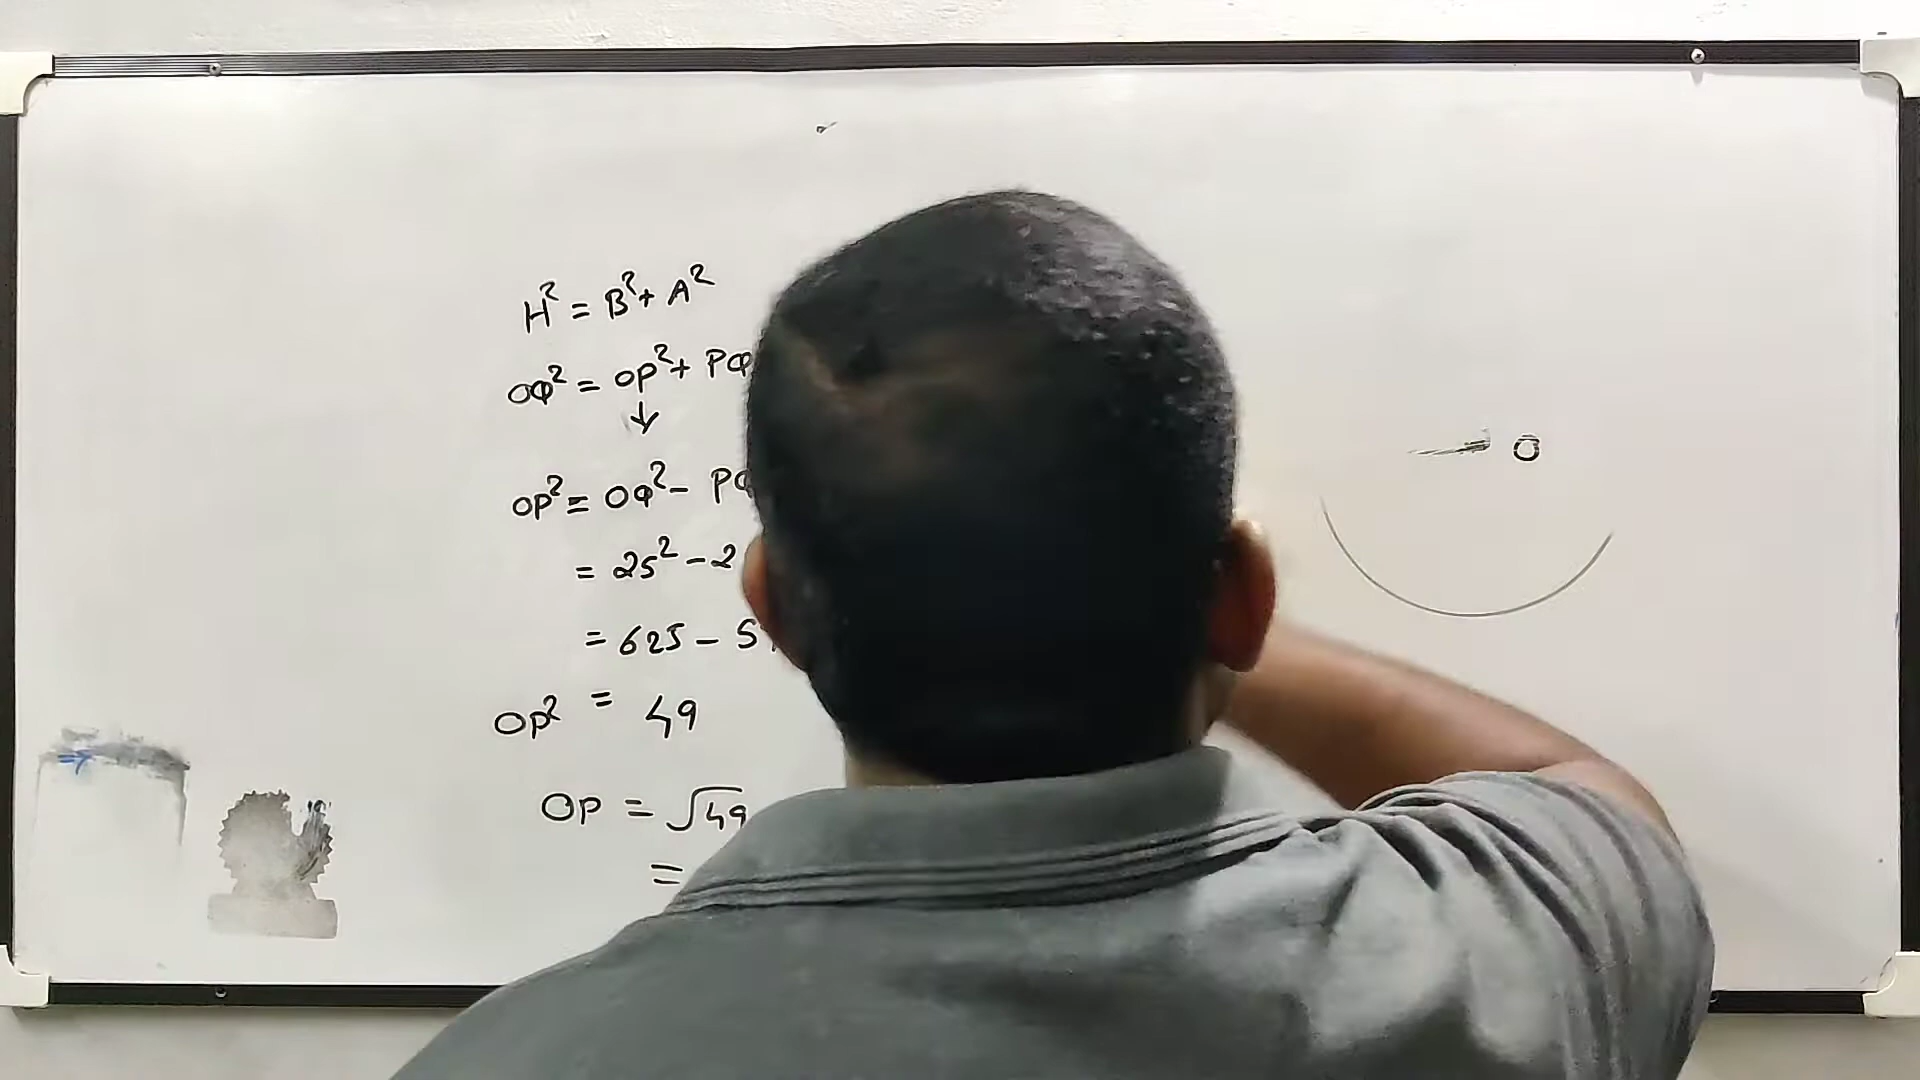 H² = B² + A²
OQ² = OP² + PQ
↓
OP² = OQ² - PQ
= 25² - 2
= 625 - 5
OP² = 49
OP = √49
=
O